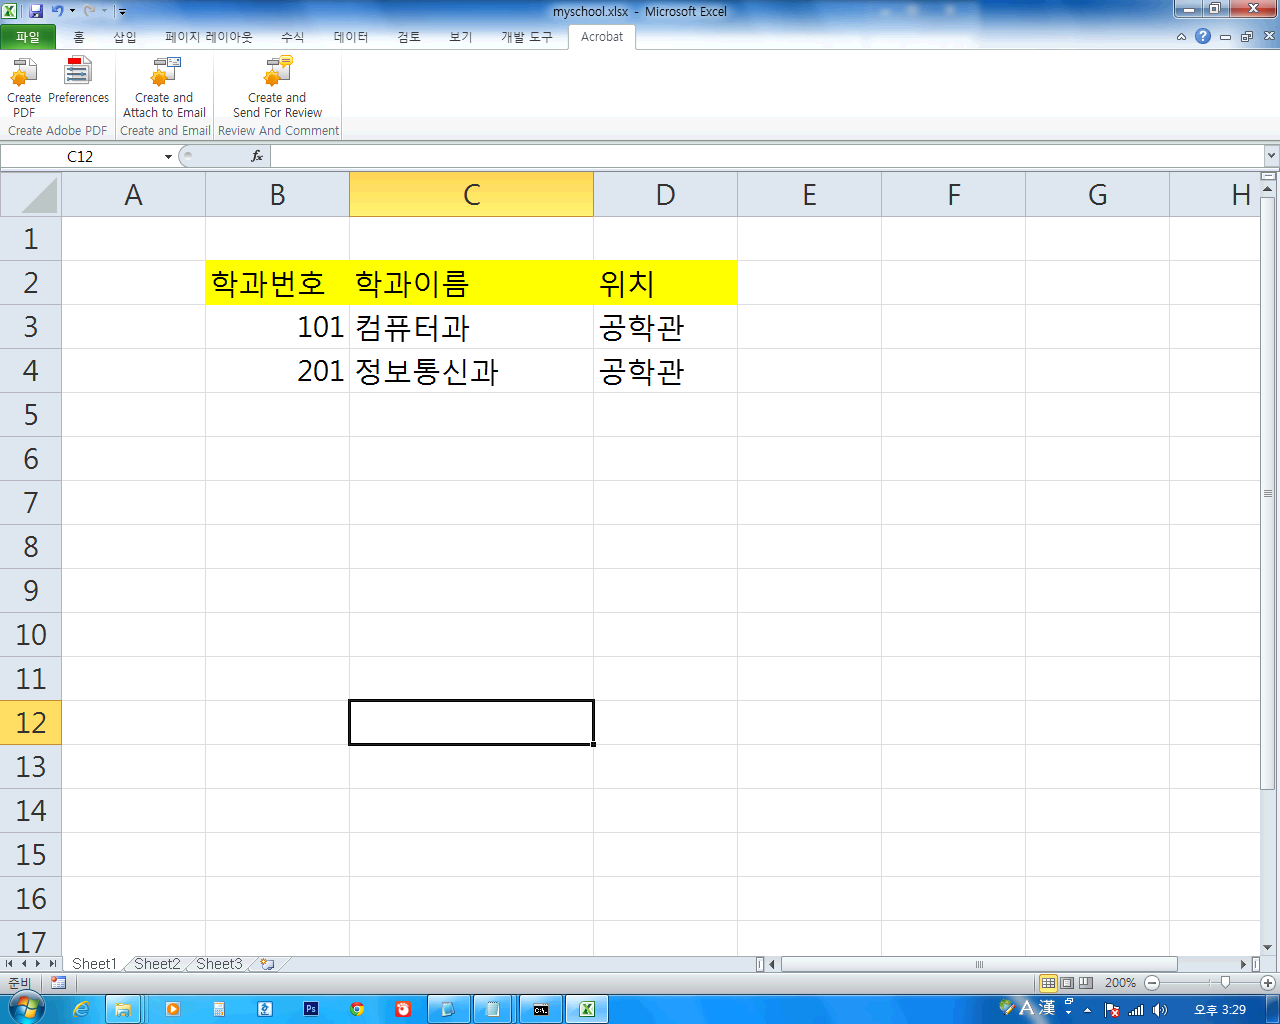 myschool.xlsx - Microsoft Excel
파일 홈 삽입 페이지 레이아웃 수식 데이터 검토 보기 개발 도구 Acrobat
Create PDF Preferences Create and Attach to Email Create and Send For Review
Create Adobe PDF Create and Email Review And Comment
C12 fx
A B C D E F G H
1
2 학과번호 학과이름 위치
3 101 컴퓨터과 공학관
4 201 정보통신과 공학관
5
6
7
8
9
10
11
12
13
14
15
16
17
Sheet1 Sheet2 Sheet3
준비 200%
Ps C:\. A 漢 오후 3:29